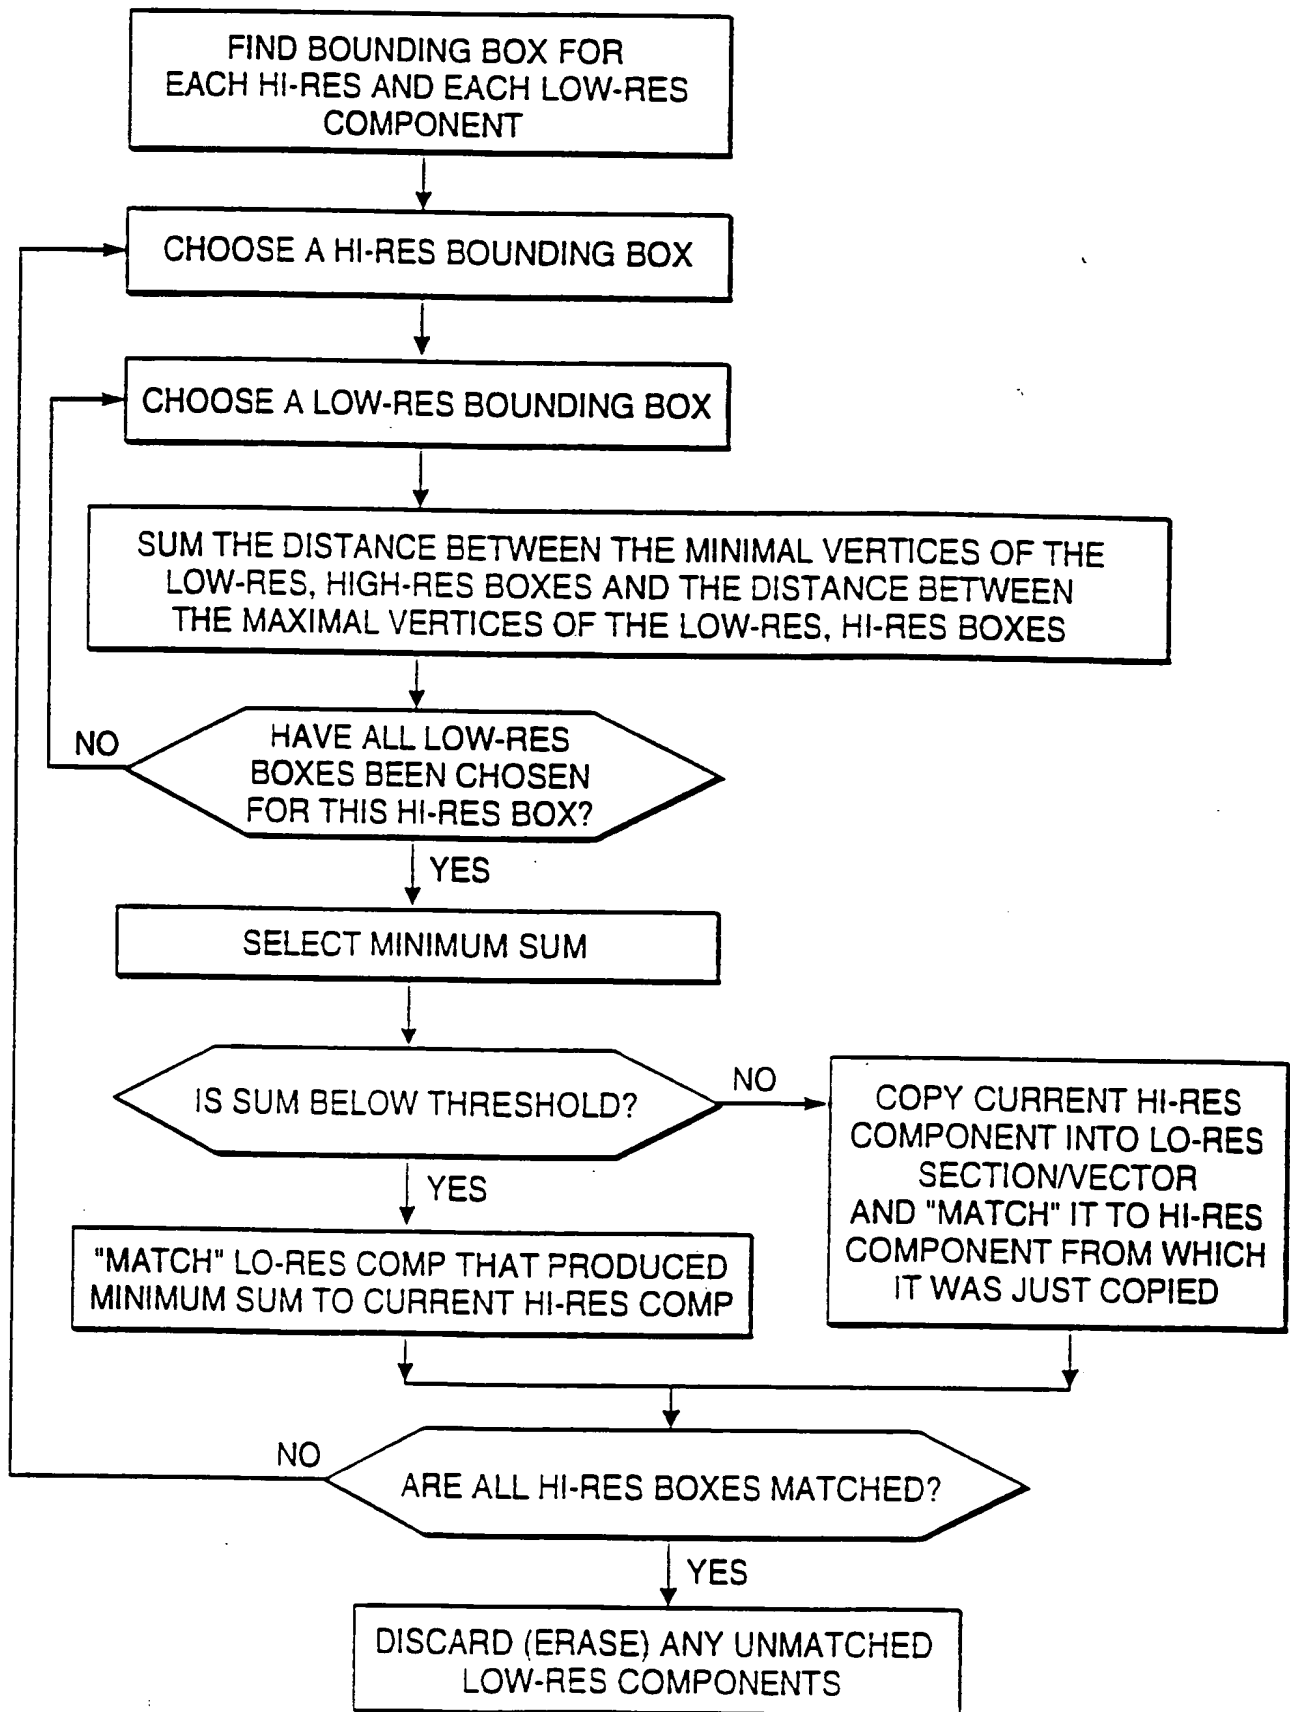 FIND BOUNDING BOX FOR
EACH HI-RES AND EACH LOW-RES
COMPONENT
CHOOSE A HI-RES BOUNDING BOX
CHOOSE A LOW-RES BOUNDING BOX
SUM THE DISTANCE BETWEEN THE MINIMAL VERTICES OF THE
LOW-RES, HIGH-RES BOXES AND THE DISTANCE BETWEEN
THE MAXIMAL VERTICES OF THE LOW-RES, HI-RES BOXES
NO
HAVE ALL LOW-RES
BOXES BEEN CHOSEN
FOR THIS HI-RES BOX?
YES
SELECT MINIMUM SUM
IS SUM BELOW THRESHOLD?
NO
COPY CURRENT HI-RES
COMPONENT INTO LO-RES
SECTION/VECTOR
AND "MATCH" IT TO HI-RES
COMPONENT FROM WHICH
IT WAS JUST COPIED
YES
"MATCH" LO-RES COMP THAT PRODUCED
MINIMUM SUM TO CURRENT HI-RES COMP
NO
ARE ALL HI-RES BOXES MATCHED?
YES
DISCARD (ERASE) ANY UNMATCHED
LOW-RES COMPONENTS